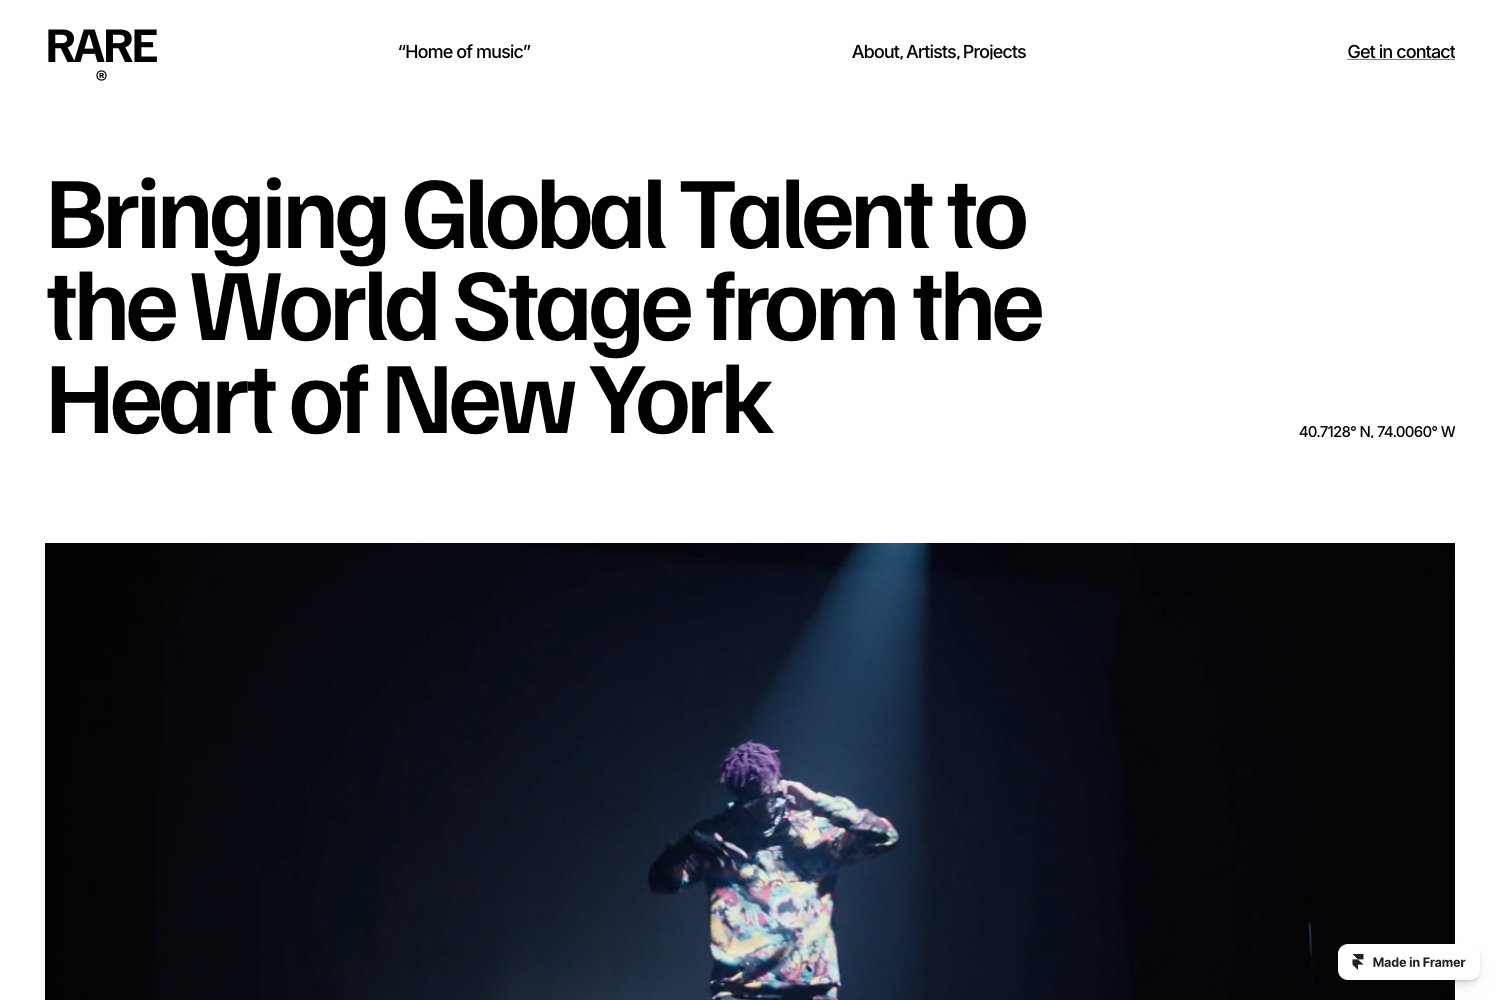 RARE
®
“Home of music”
About, Artists, Projects
Get in contact
Bringing Global Talent to
the World Stage from the
Heart of New York
40.7128° N, 74.0060° W
Made in Framer